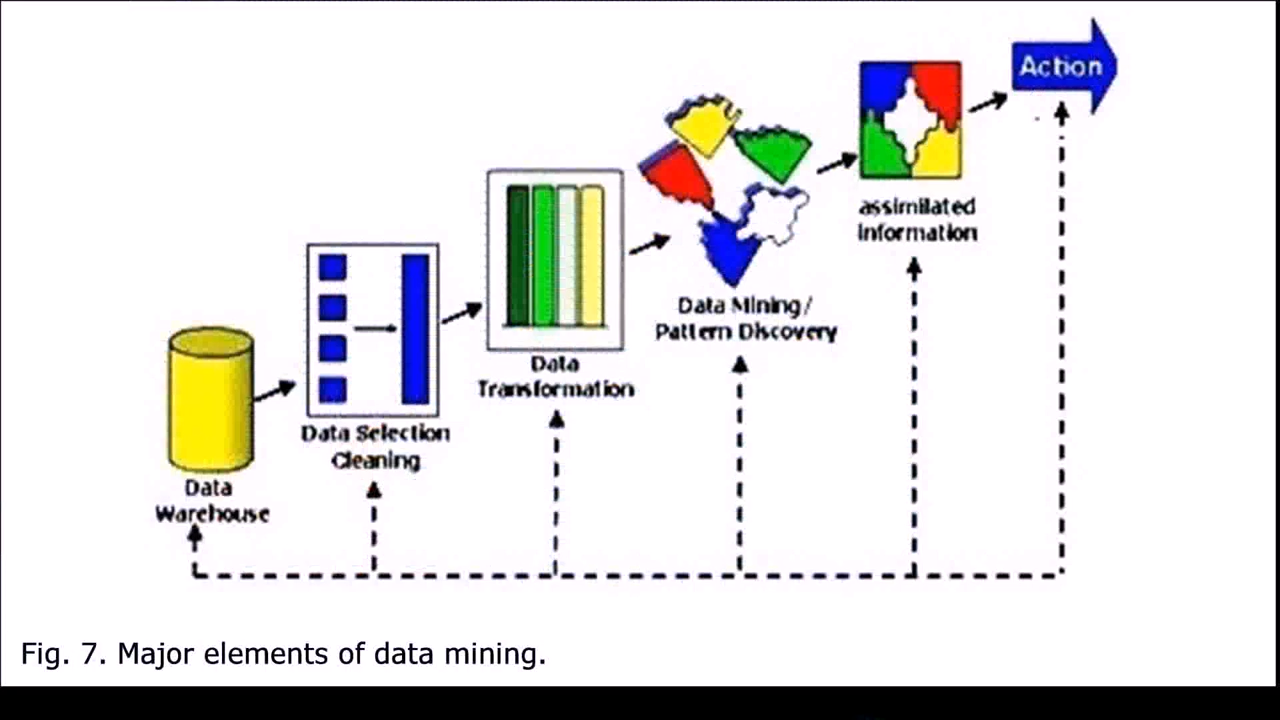 Action
assimilated
information
Data Mining/
Pattern Discovery
Data
Transformation
Data Selection
Cleaning
Data
Warehouse
Fig. 7. Major elements of data mining.